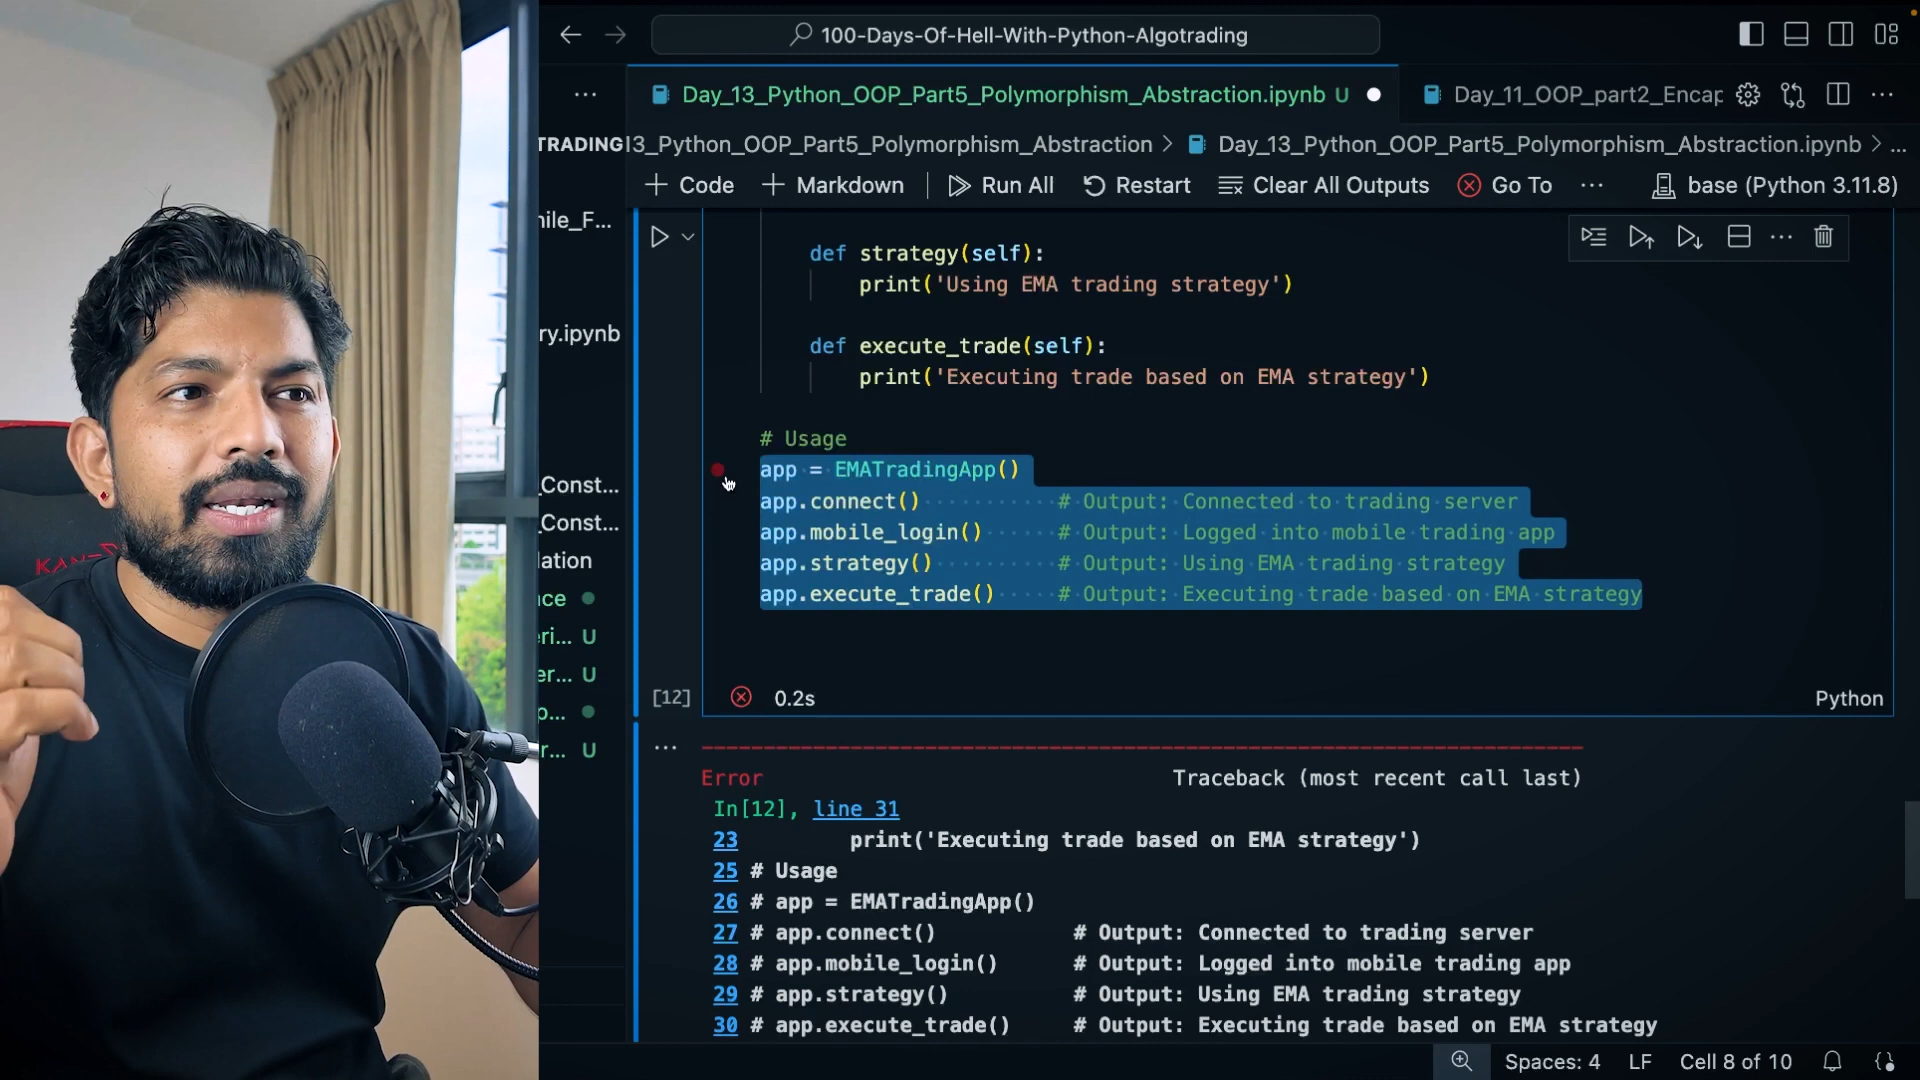 100-Days-Of-Hell-With-Python-Algotrading
Day_13_Python_OOP_Part5_Polymorphism_Abstraction.ipynb U
Day_11_OOP_part2_Encap
TRADING
13_Python_OOP_Part5_Polymorphism_Abstraction > Day_13_Python_OOP_Part5_Polymorphism_Abstraction.ipynb > ...
+ Code + Markdown Run All Restart Clear All Outputs Go To ... base (Python 3.11.8)
nile_F...
ry.ipynb
_Const...
_Const...
lation
ce
eri... U
er... U
o...
r... U
def strategy(self):
print('Using EMA trading strategy')
def execute_trade(self):
print('Executing trade based on EMA strategy')
# Usage
app = EMATradingApp()
app.connect() # Output: Connected to trading server
app.mobile_login() # Output: Logged into mobile trading app
app.strategy() # Output: Using EMA trading strategy
app.execute_trade() # Output: Executing trade based on EMA strategy
[12] 0.2s Python
Error Traceback (most recent call last)
In[12], line 31
23 print('Executing trade based on EMA strategy')
25 # Usage
26 # app = EMATradingApp()
27 # app.connect() # Output: Connected to trading server
28 # app.mobile_login() # Output: Logged into mobile trading app
29 # app.strategy() # Output: Using EMA trading strategy
30 # app.execute_trade() # Output: Executing trade based on EMA strategy
Spaces: 4 LF Cell 8 of 10